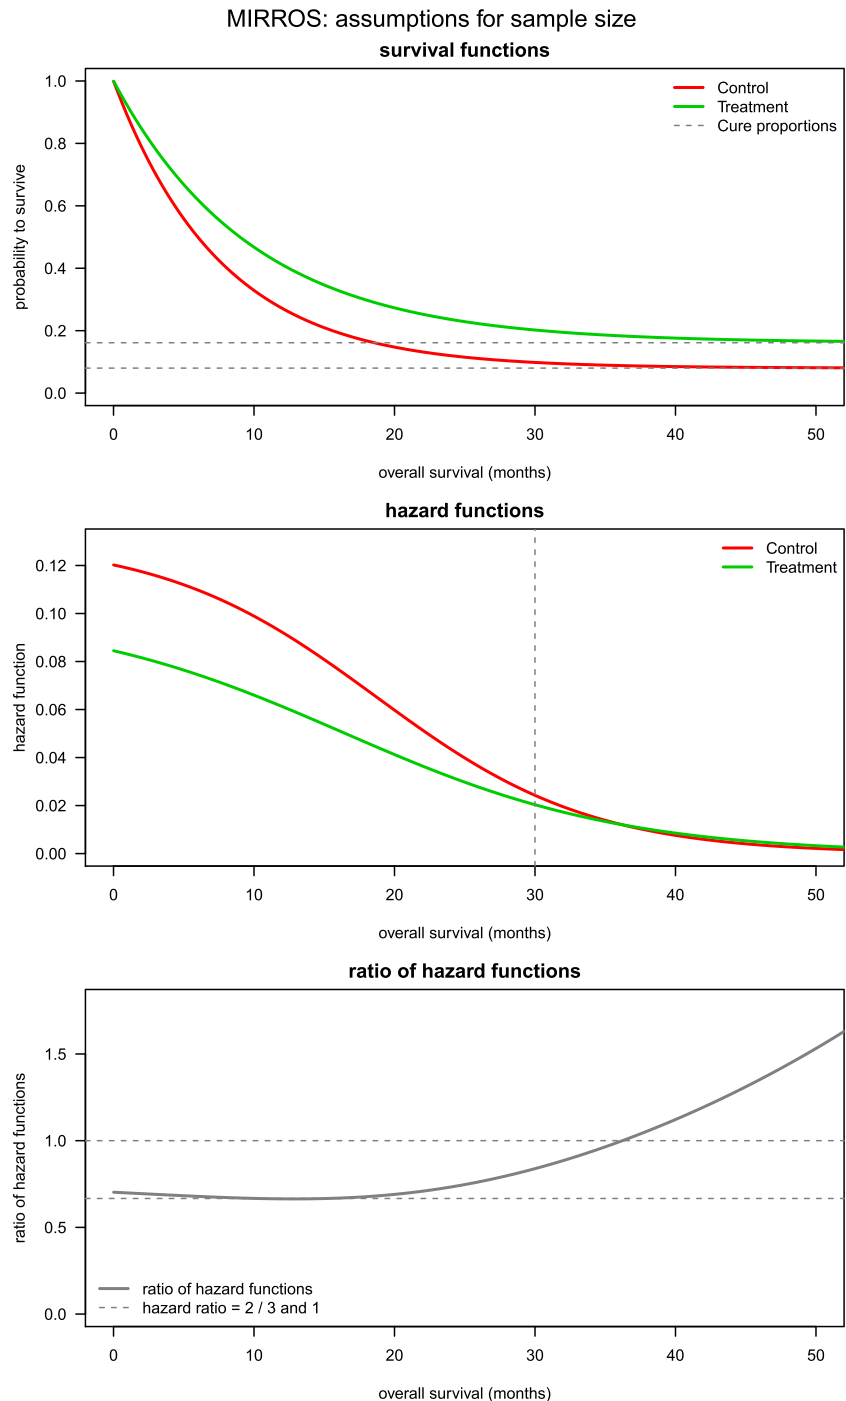 MIRROS: assumptions for sample size
survival functions
probability to survive
1.0
0.8
0.6
0.4
0.2
0.0
Control
Treatment
Cure proportions
0 10 20 30 40 50
overall survival (months)
hazard functions
hazard function
0.12
0.10
0.08
0.06
0.04
0.02
0.00
Control
Treatment
0 10 20 30 40 50
overall survival (months)
ratio of hazard functions
ratio of hazard functions
1.5
1.0
0.5
0.0
ratio of hazard functions
hazard ratio = 2 / 3 and 1
0 10 20 30 40 50
overall survival (months)